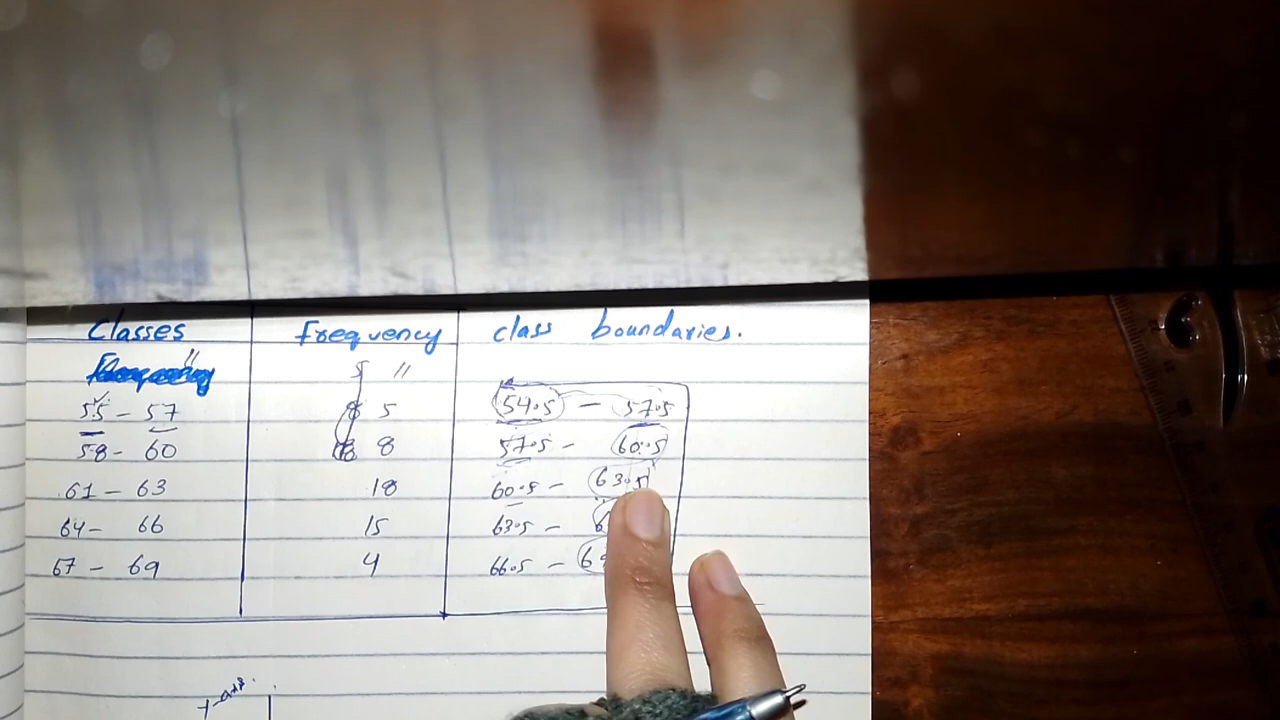 Classes Frequency class boundaries.
5 "
55 - 57 5 54.5 - 57.5
58 - 60 8 57.5 - 60.5
61 - 63 18 60.5 - 63.5
64 - 66 15 63.5 -
67 - 69 4 66.5 -